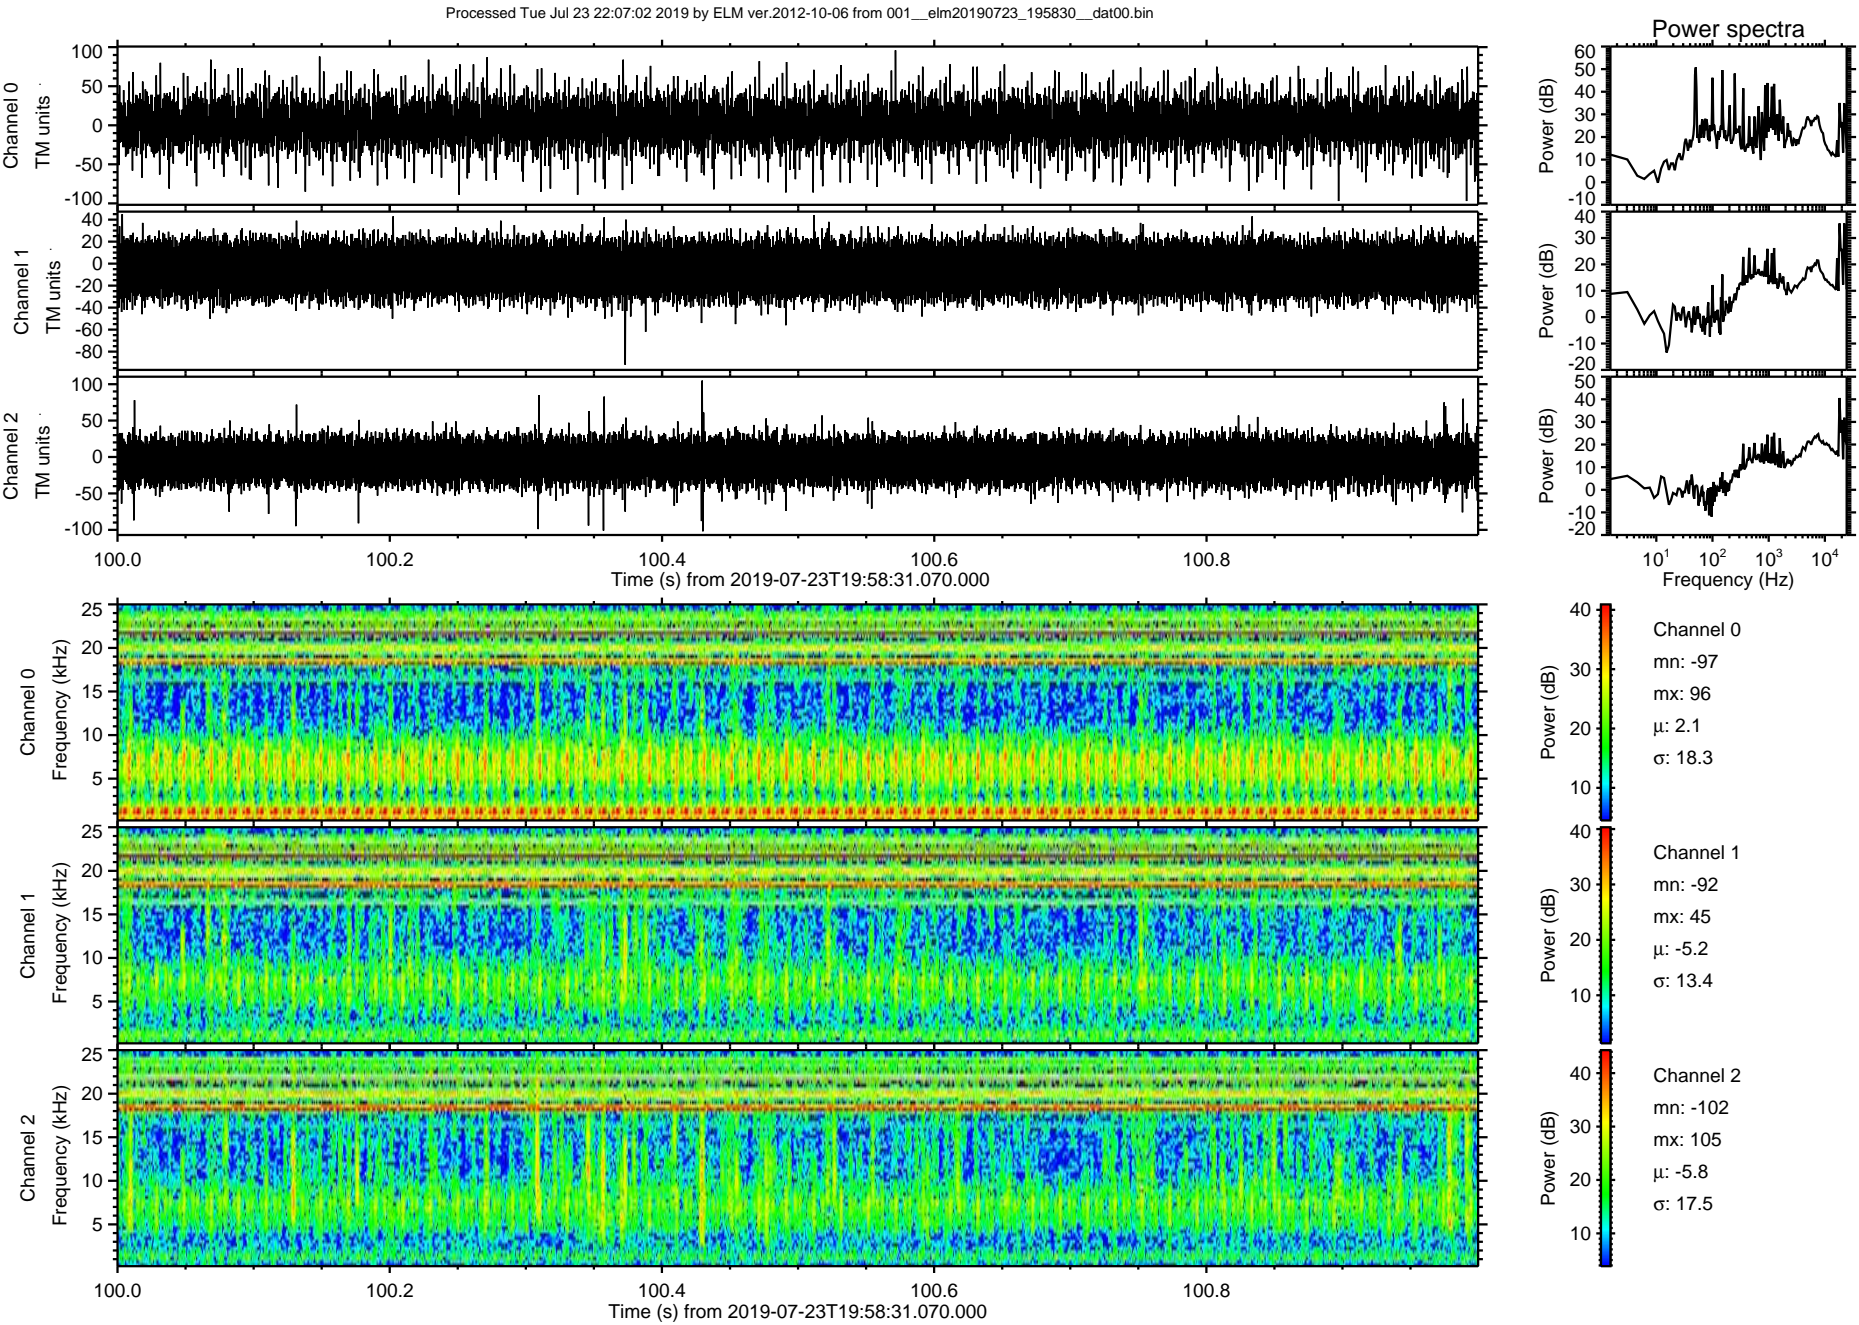 Processed Tue Jul 23 22:07:02 2019 by ELM ver.2012-10-06 from 001__elm20190723_195830__dat00.bin
Power spectra
Channel 0
TM units
100
50
0
-50
-100
Power (dB)
60
50
40
30
20
10
0
-10
Channel 1
TM units
40
20
0
-20
-40
-60
-80
Power (dB)
40
30
20
10
0
-10
-20
Channel 2
TM units
100
50
0
-50
-100
Power (dB)
50
40
30
20
10
0
-10
-20
100.0 100.2 100.4 100.6 100.8
Time (s) from 2019-07-23T19:58:31.070.000
10^1 10^2 10^3 10^4
Frequency (Hz)
Channel 0
Frequency (kHz)
25
20
15
10
5
Power (dB)
40
30
20
10
Channel 0
mn: -97
mx: 96
μ: 2.1
σ: 18.3
Channel 1
Frequency (kHz)
25
20
15
10
5
Power (dB)
40
30
20
10
Channel 1
mn: -92
mx: 45
μ: -5.2
σ: 13.4
Channel 2
Frequency (kHz)
25
20
15
10
5
Power (dB)
40
30
20
10
Channel 2
mn: -102
mx: 105
μ: -5.8
σ: 17.5
100.0 100.2 100.4 100.6 100.8
Time (s) from 2019-07-23T19:58:31.070.000